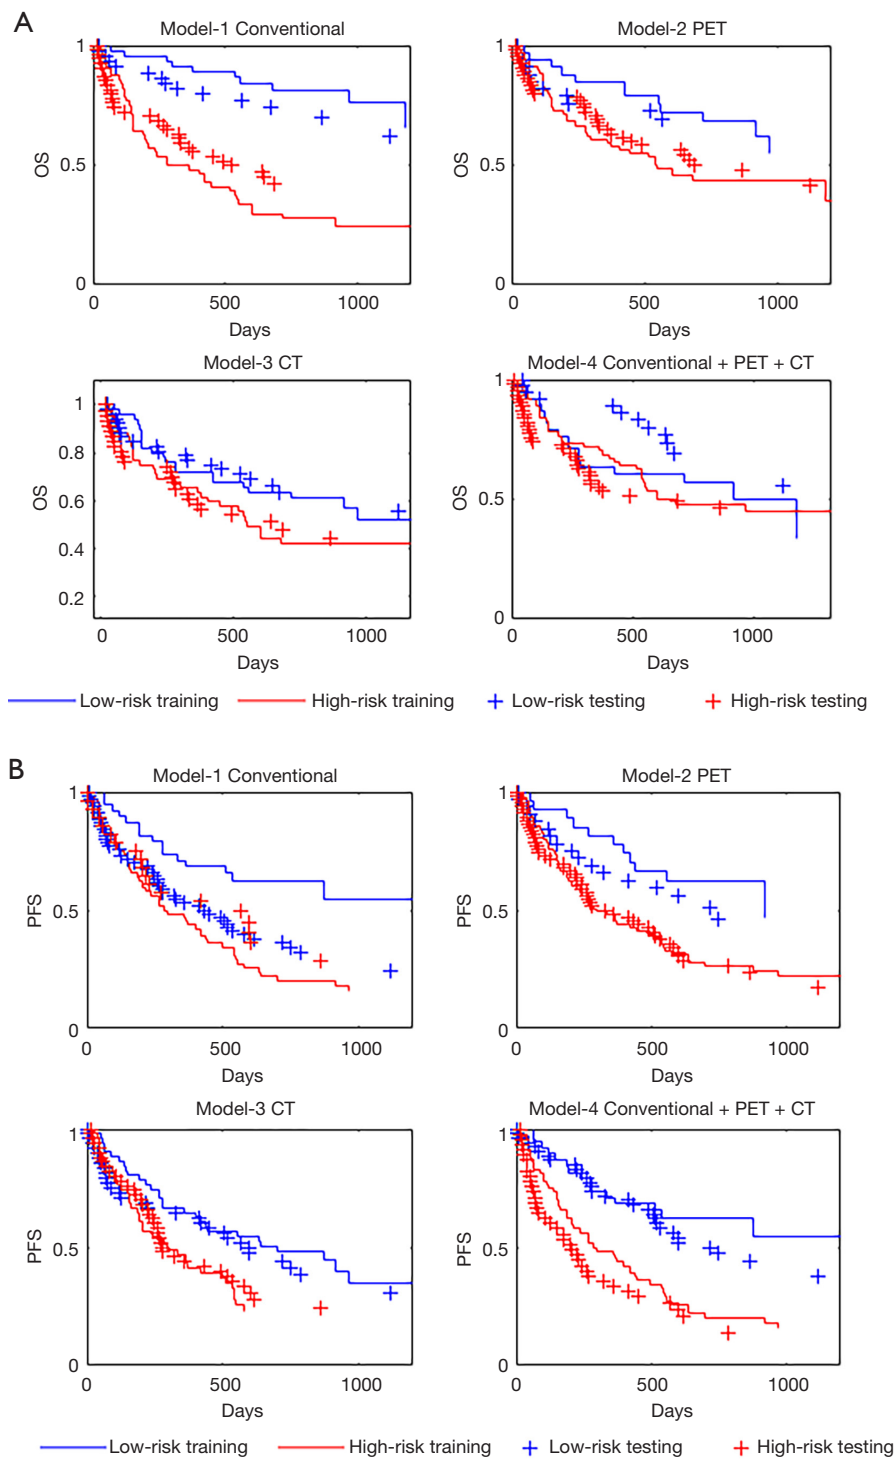 A
Model-1 Conventional
Model-2 PET
1
0.5
0
OS
0
500
1000
Days
1
0.5
0
OS
0
500
1000
Days
Model-3 CT
Model-4 Conventional + PET + CT
1
0.8
0.6
0.4
0.2
OS
0
500
1000
Days
1
0.5
0
OS
0
500
1000
Days
Low-risk training
High-risk training
Low-risk testing
High-risk testing
B
Model-1 Conventional
Model-2 PET
1
0.5
0
PFS
0
500
1000
Days
1
0.5
0
PFS
0
500
1000
Days
Model-3 CT
Model-4 Conventional + PET + CT
1
0.5
0
PFS
0
500
1000
Days
1
0.5
0
PFS
0
500
1000
Days
Low-risk training
High-risk training
Low-risk testing
High-risk testing